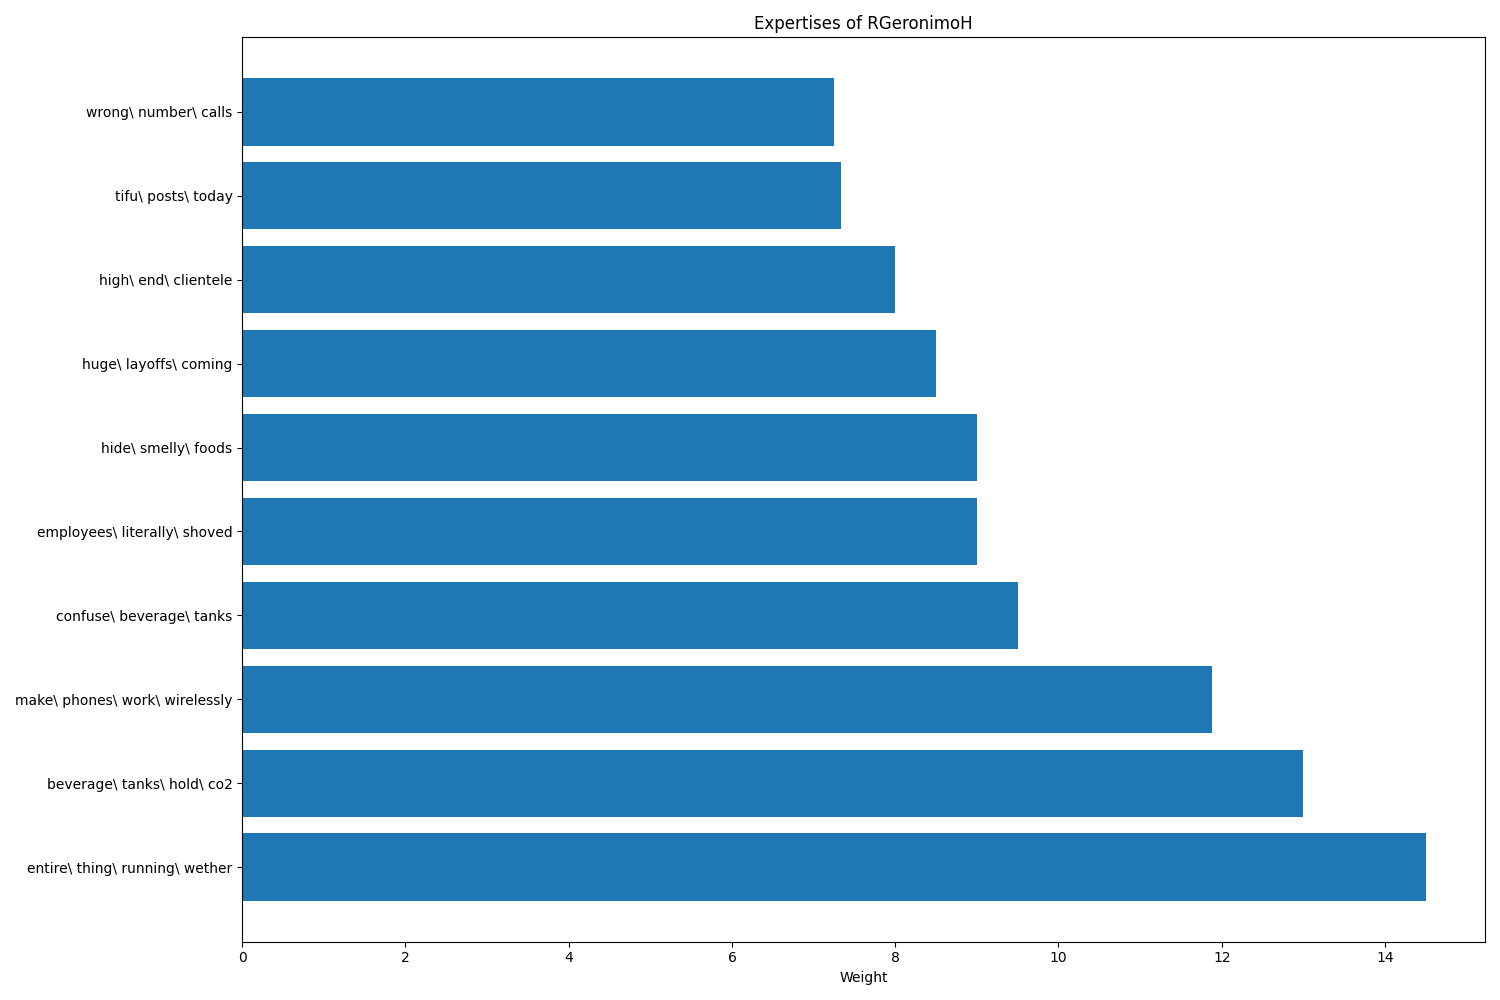 Expertises of RGeronimoH
wrong\ number\ calls
tifu\ posts\ today
high\ end\ clientele
huge\ layoffs\ coming
hide\ smelly\ foods
employees\ literally\ shoved
confuse\ beverage\ tanks
make\ phones\ work\ wirelessly
beverage\ tanks\ hold\ co2
entire\ thing\ running\ wether
0 2 4 6 8 10 12 14
Weight